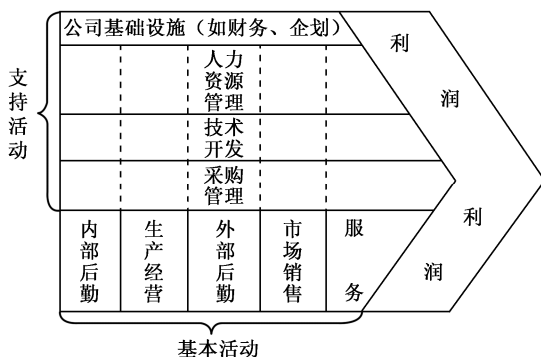 公司基础设施（如财务、企划）
人力
资源
管理
技术
开发
采购
管理
支持活动
内部后勤
生产经营
外部后勤
市场销售
服务
利润
利润
基本活动